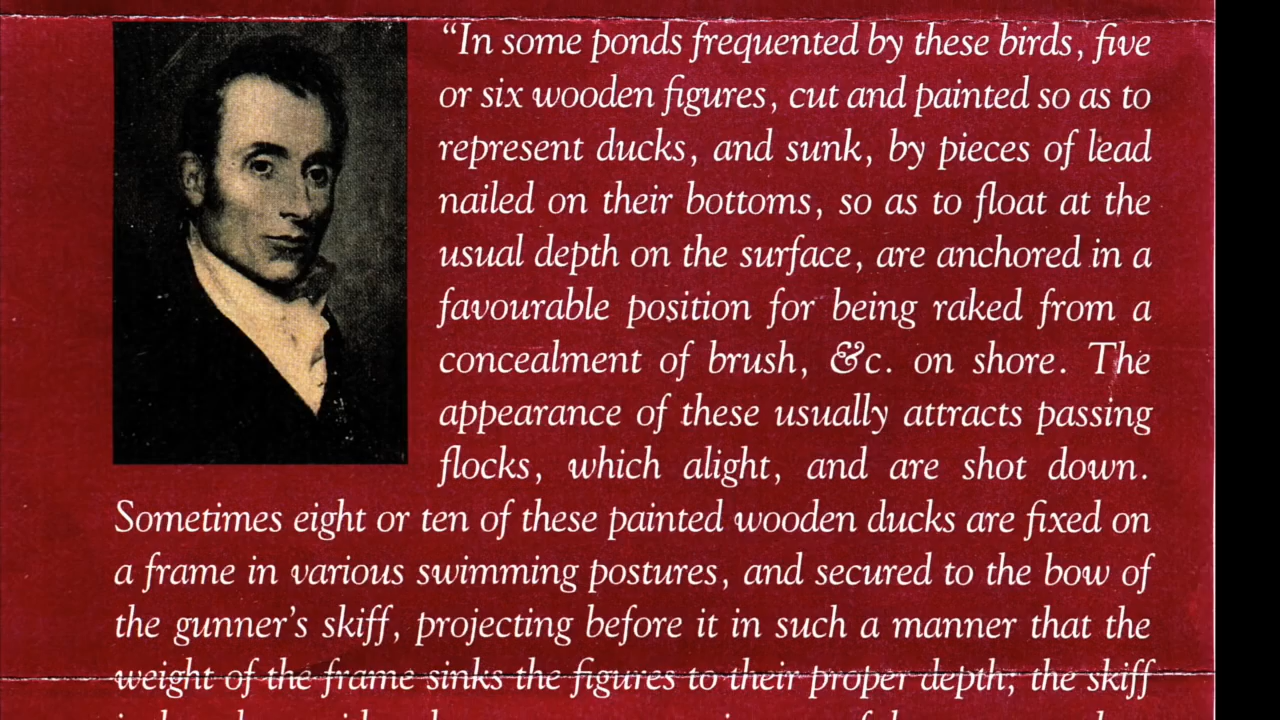 “In some ponds frequented by these birds, five
or six wooden figures, cut and painted so as to
represent ducks, and sunk, by pieces of lead
nailed on their bottoms, so as to float at the
usual depth on the surface, are anchored in a
favourable position for being raked from a
concealment of brush, &c. on shore. The
appearance of these usually attracts passing
flocks, which alight, and are shot down.
Sometimes eight or ten of these painted wooden ducks are fixed on
a frame in various swimming postures, and secured to the bow of
the gunner’s skiff, projecting before it in such a manner that the
weight of the frame sinks the figures to their proper depth; the skiff